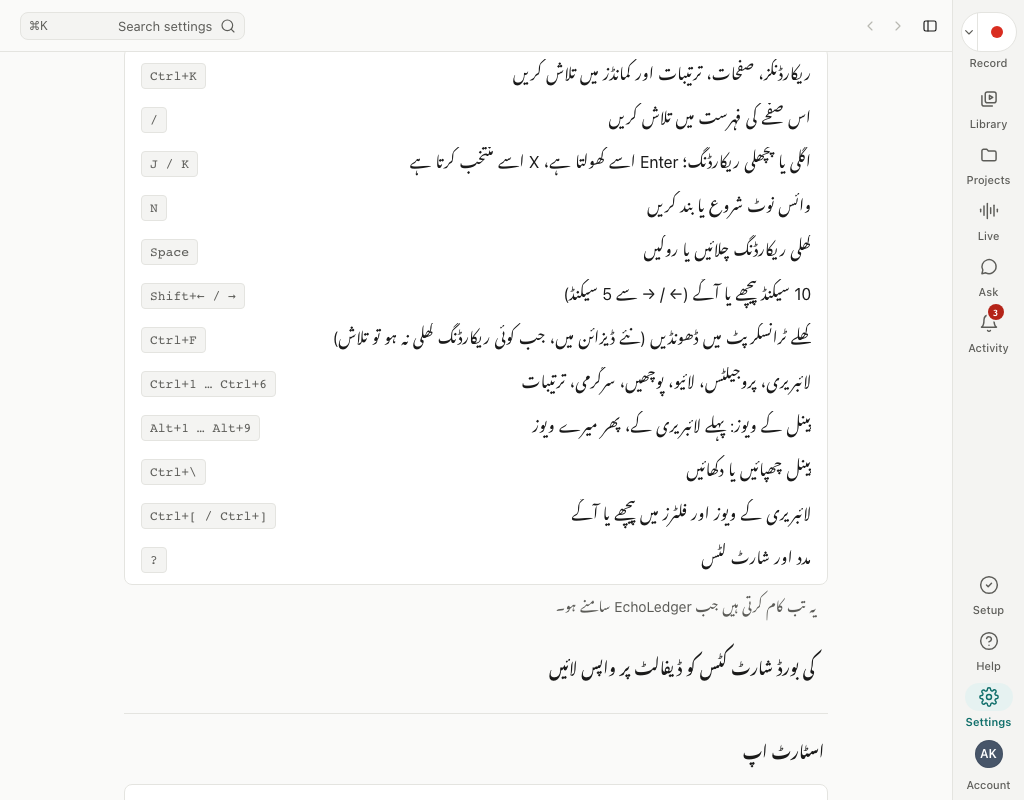 Search settings ⌘K
ریکارڈنگز، صفحات، ترتیبات اور کمانڈز میں تلاش کریں Ctrl+K
اس صفحے کی فہرست میں تلاش کریں /
اگلی یا پچھلی ریکارڈنگ؛ Enter اسے کھولتا ہے، X اسے منتخب کرتا ہے J / K
وائس نوٹ شروع یا بند کریں N
کھلی ریکارڈنگ چلائیں یا روکیں Space
10 سیکنڈ پیچھے یا آگے (← / → سے 5 سیکنڈ) Shift+← / →
کھلے ٹرانسکرپٹ میں ڈھونڈیں (نئے ڈیزائن میں، جب کوئی ریکارڈنگ کھلی نہ ہو تو تلاش) Ctrl+F
لائبریری، پروجیکٹس، لائیو، پوچھیں، سرگرمی، ترتیبات Ctrl+1 … Ctrl+6
پینل کے ویوز: پہلے لائبریری کے، پھر میرے ویوز Alt+1 … Alt+9
پینل چھپائیں یا دکھائیں Ctrl+\
لائبریری کے ویوز اور فلٹرز میں پیچھے یا آگے Ctrl+[ / Ctrl+]
مدد اور شارٹ کٹس ?
یہ تب کام کرتی ہیں جب EchoLedger سامنے ہو۔
کی بورڈ شارٹ کٹس کو ڈیفالٹ پر واپس لائیں
اسٹارٹ اپ
Record
Library
Projects
Live
Ask
3
Activity
Setup
Help
Settings
AK
Account